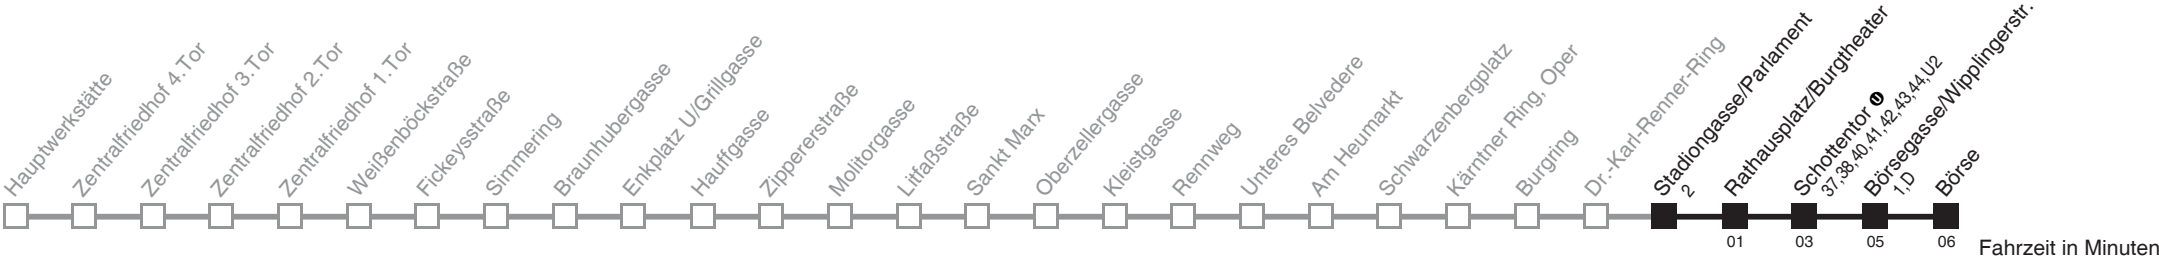 Hauptwerkstätte
Zentralfriedhof 4.Tor
Zentralfriedhof 3.Tor
Zentralfriedhof 2.Tor
Zentralfriedhof 1.Tor
Weißenböckstraße
Fickeysstraße
Simmering
Braunhubergasse
Enkplatz U/Grillgasse
Hauffgasse
Zippererstraße
Molitorgasse
Litfaßstraße
Sankt Marx
Oberzellergasse
Kleistgasse
Rennweg
Unteres Belvedere
Am Heumarkt
Schwarzenbergplatz
Kärntner Ring, Oper
Burgring
Dr.-Karl-Renner-Ring
Stadiongasse/Parlament
2
Rathausplatz/Burgtheater
Schottentor U
37,38,40,41,42,43,44,U2
Börsegasse/Wipplingerstr.
1,D
Börse
01 03 05 06
Fahrzeit in Minuten